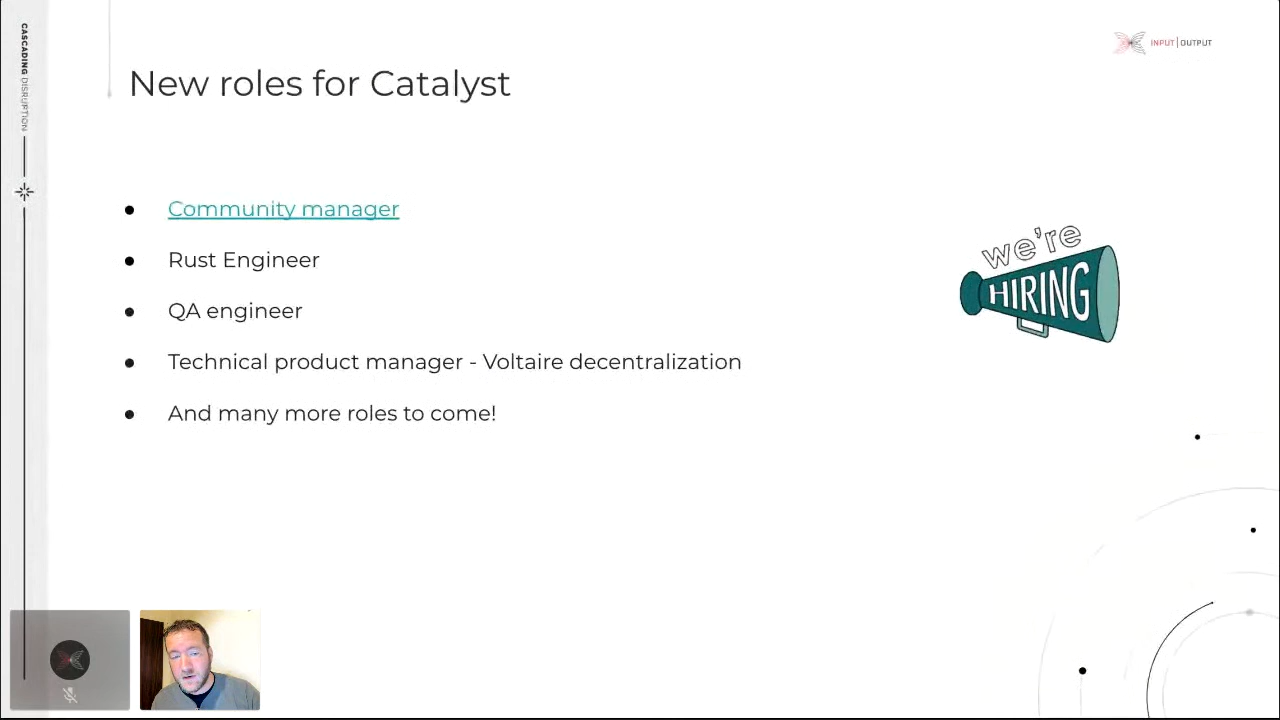 CASCADING DISRUPTION
INPUT | OUTPUT
New roles for Catalyst
Community manager
Rust Engineer
QA engineer
Technical product manager - Voltaire decentralization
And many more roles to come!
we're
HIRING